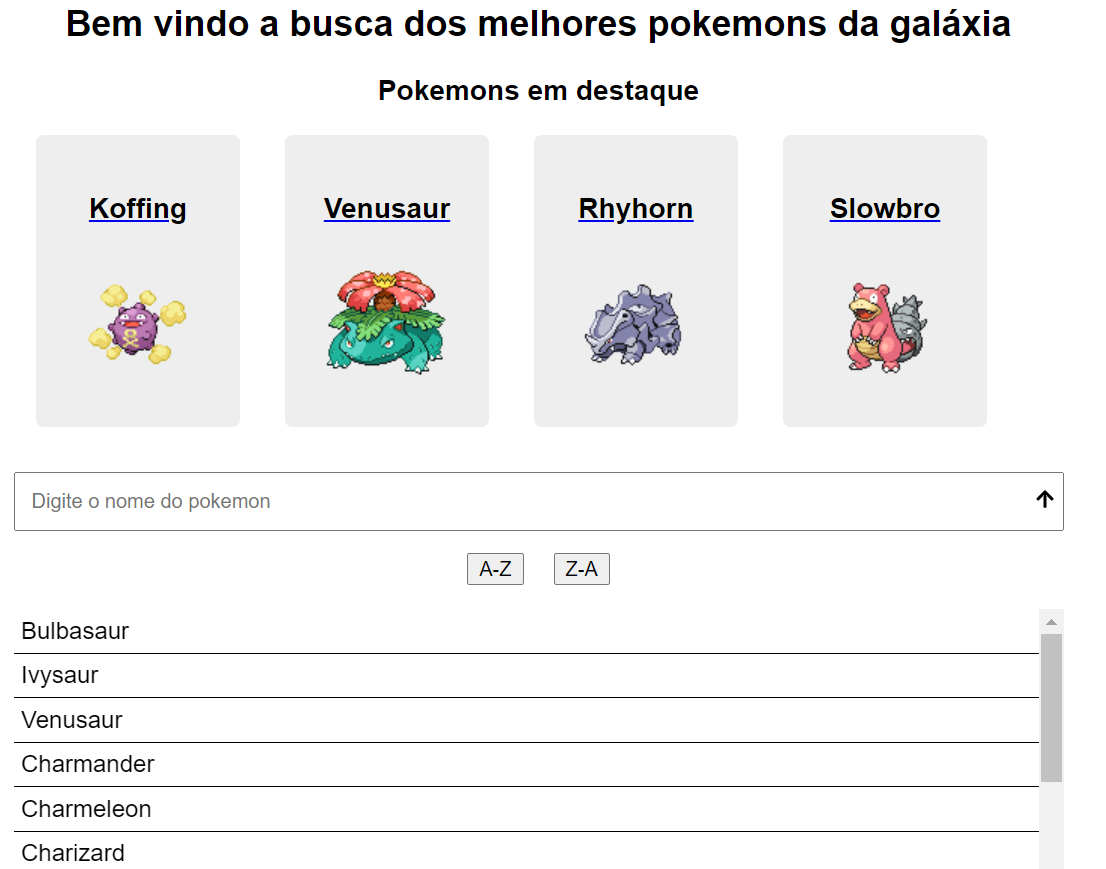 Bem vindo a busca dos melhores pokemons da galáxia
Pokemons em destaque
Koffing
Venusaur
Rhyhorn
Slowbro
Digite o nome do pokemon
A-Z
Z-A
Bulbasaur
Ivysaur
Venusaur
Charmander
Charmeleon
Charizard